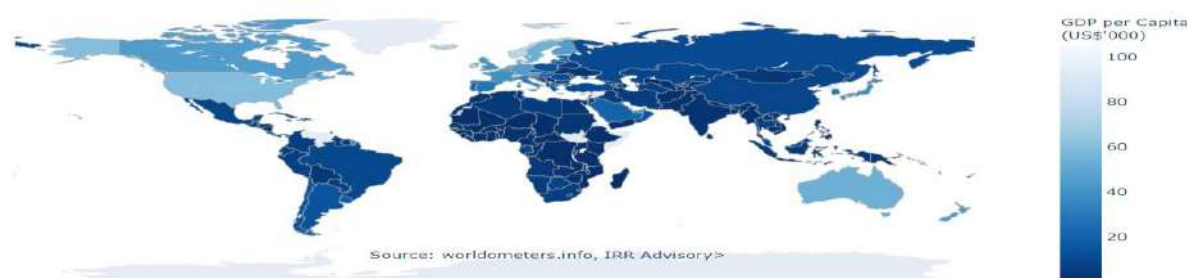 GDP per Capita
(US$'000)
100
80
60
40
20
Source: worldometers.info, IRR Advisory>